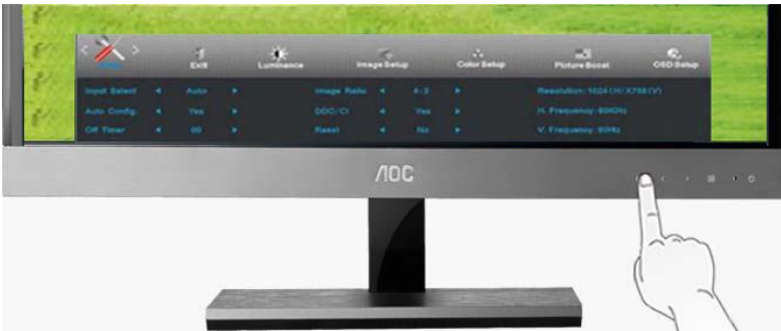 Exit
Luminance
Image Setup
Color Setup
Picture Boost
OSD Setup
Input Select Auto Image Ratio 4:3 Resolution: 1024 (H) X768 (V)
Auto Config. Yes DDC/CI Yes H. Frequency: 60KHz
Off Timer 00 Reset No V. Frequency: 60Hz
AOC